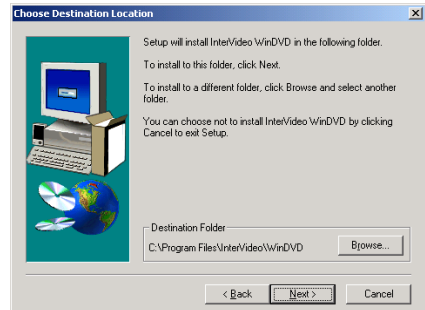 Choose Destination Location
Setup will install InterVideo WinDVD in the following folder.
To install to this folder, click Next.
To install to a different folder, click Browse and select another
folder.
You can choose not to install InterVideo WinDVD by clicking
Cancel to exit Setup.
Destination Folder
C:\Program Files\InterVideo\WinDVD
Browse...
< Back
Next >
Cancel